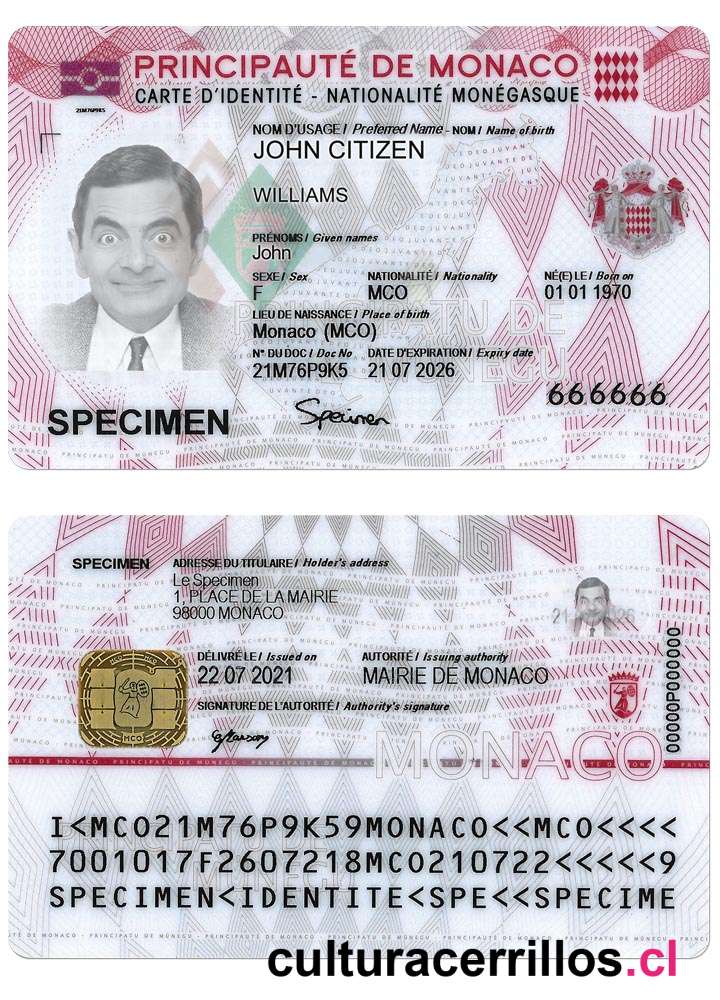 PRINCIPAUTÉ DE MONACO
CARTE D'IDENTITÉ - NATIONALITÉ MONÉGASQUE
21M76P9K5
NOM D'USAGE / Preferred Name - NOM / Name of birth
JOHN CITIZEN
WILLIAMS
PRÉNOMS / Given names
John
SEXE / Sex NATIONALITÉ / Nationality NÉ(E) LE / Born on
F MCO 01 01 1970
LIEU DE NAISSANCE / Place of birth
Monaco (MCO)
N° DU DOC / Doc No DATE D'EXPIRATION / Expiry date
21M76P9K5 21 07 2026
666666
SPECIMEN
Specimen
PRINCIPATU DE MUNEGU
SPECIMEN
ADRESSE DU TITULAIRE / Holder's address
Le Specimen
1, PLACE DE LA MAIRIE
98000 MONACO
DÉLIVRÉ LE / Issued on AUTORITÉ / Issuing authority
22 07 2021 MAIRIE DE MONACO
SIGNATURE DE L'AUTORITÉ / Authority's signature
00000P000000
MCO
MONACO
PRINCIPATU DE MUNEGU
I<MCO21M76P9K59MONACO<<MCO<<<<
7001017F2607218MCO210722<<<<<9
SPECIMEN<IDENTITE<SPE<<SPECIME
culturacerrillos.cl